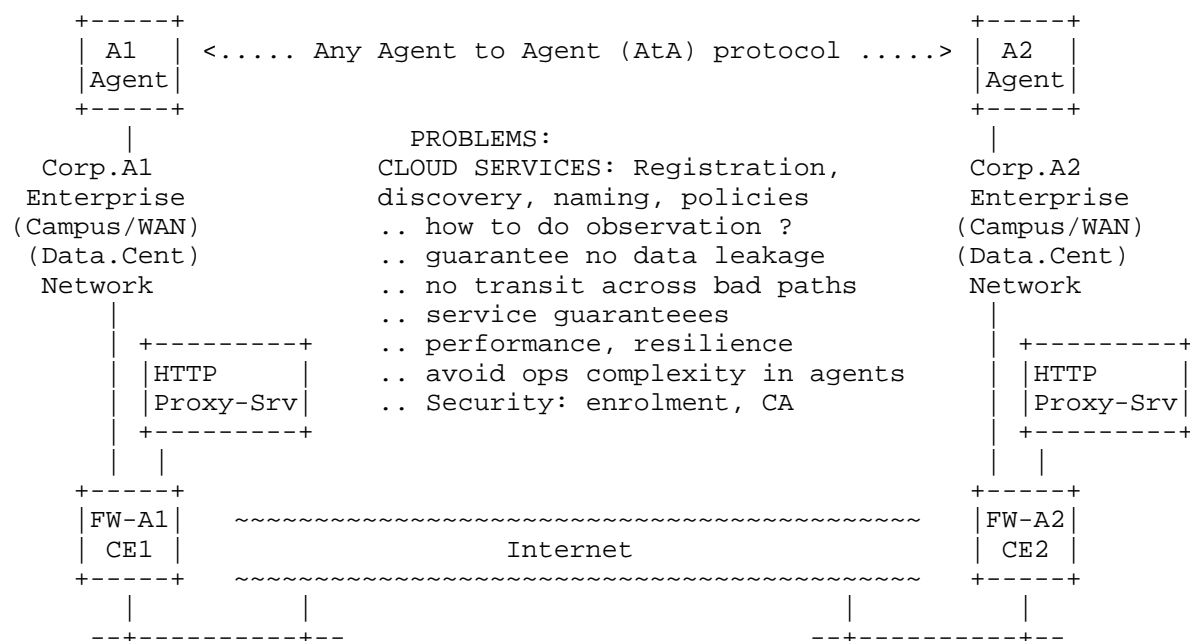 A1 <..... Any Agent to Agent (AtA) protocol .....> A2
Agent Agent
PROBLEMS:
Corp.A1 CLOUD SERVICES: Registration, Corp.A2
Enterprise discovery, naming, policies Enterprise
(Campus/WAN) .. how to do observation ? (Campus/WAN)
(Data.Cent) .. guarantee no data leakage (Data.Cent)
Network .. no transit across bad paths Network
.. service guaranteees
.. performance, resilience
HTTP .. avoid ops complexity in agents HTTP
Proxy-Srv .. Security: enrolment, CA Proxy-Srv
FW-A1 FW-A2
CE1 Internet CE2